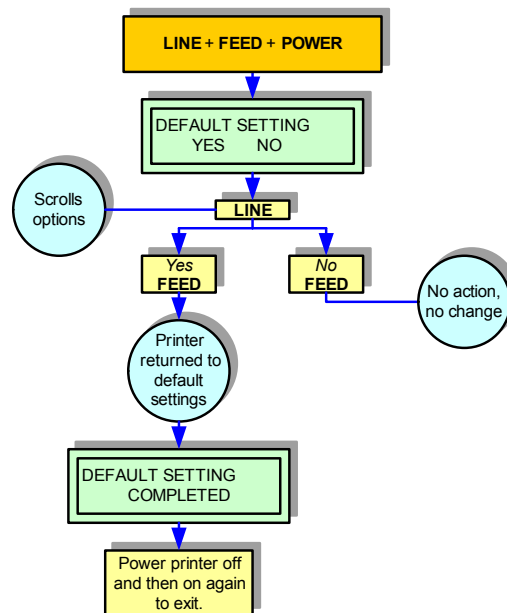 LINE + FEED + POWER
DEFAULT SETTING
YES NO
Scrolls
options
LINE
Yes
FEED
No
FEED
No action,
no change
Printer
returned to
default
settings
DEFAULT SETTING
COMPLETED
Power printer off
and then on again
to exit.